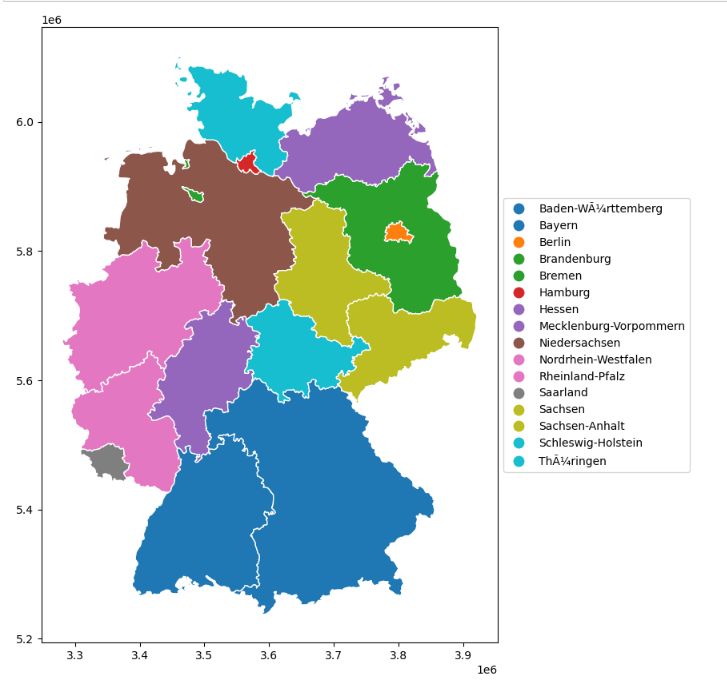 1e6
6.0
5.8
5.6
5.4
5.2
3.3 3.4 3.5 3.6 3.7 3.8 3.9
1e6
Baden-WÃ¼rttemberg
Bayern
Berlin
Brandenburg
Bremen
Hamburg
Hessen
Mecklenburg-Vorpommern
Niedersachsen
Nordrhein-Westfalen
Rheinland-Pfalz
Saarland
Sachsen
Sachsen-Anhalt
Schleswig-Holstein
ThÃ¼ringen